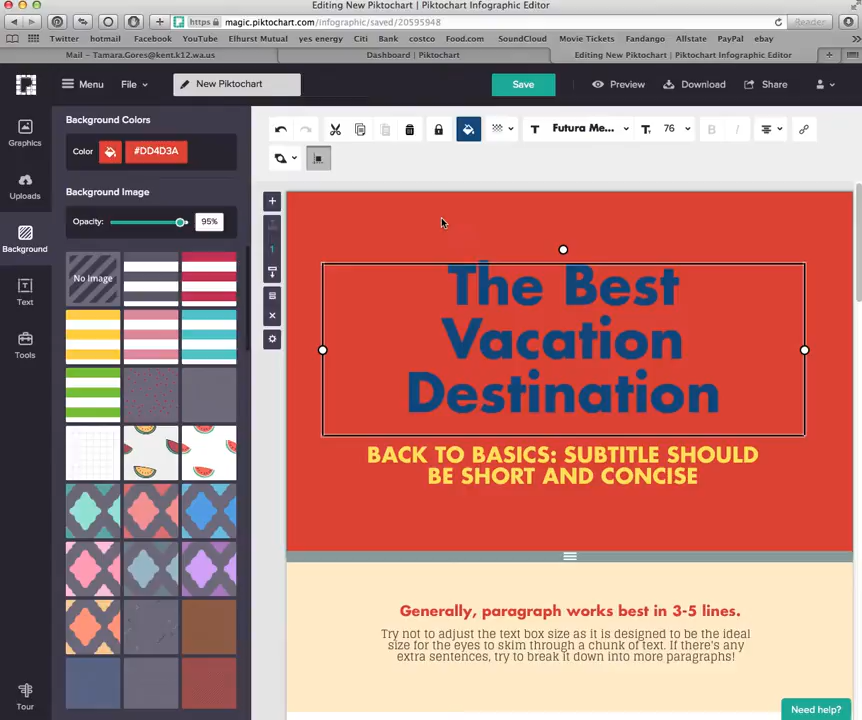 Editing New Piktochart | Piktochart Infographic Editor
https magic.piktochart.com/infographic/saved/20595948 Reader
Twitter hotmail YouTube Elhurst Mutual yes energy Citi Bank costco Food.com SoundCloud Movie Tickets Fandango Allstate PayPal ebay
Mail – Tamara.Gores@kent.k12.wa.us Dashboard | Piktochart Editing New Piktochart | Piktochart Infographic Editor
Menu File New Piktochart Save Preview Download Share
Background Colors
Futura Me... 76 B I
Color #DD4D3A
Graphics
Background Image
Uploads
Opacity: 95%
1
Background
No Image
Text
Tools
The Best
Vacation
Destination
BACK TO BASICS: SUBTITLE SHOULD
BE SHORT AND CONCISE
Generally, paragraph works best in 3-5 lines.
Try not to adjust the text box size as it is designed to be the ideal
size for the eyes to skim through a chunk of text. If there's any
extra sentences, try to break it down into more paragraphs!
Tour
Need help?